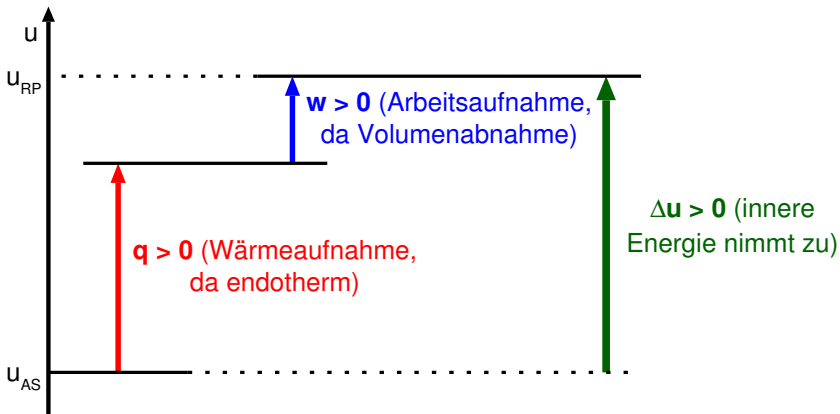 u
u_RP
w > 0 (Arbeitsaufnahme,
da Volumenabnahme)
Δu > 0 (innere
Energie nimmt zu)
q > 0 (Wärmeaufnahme,
da endotherm)
u_AS